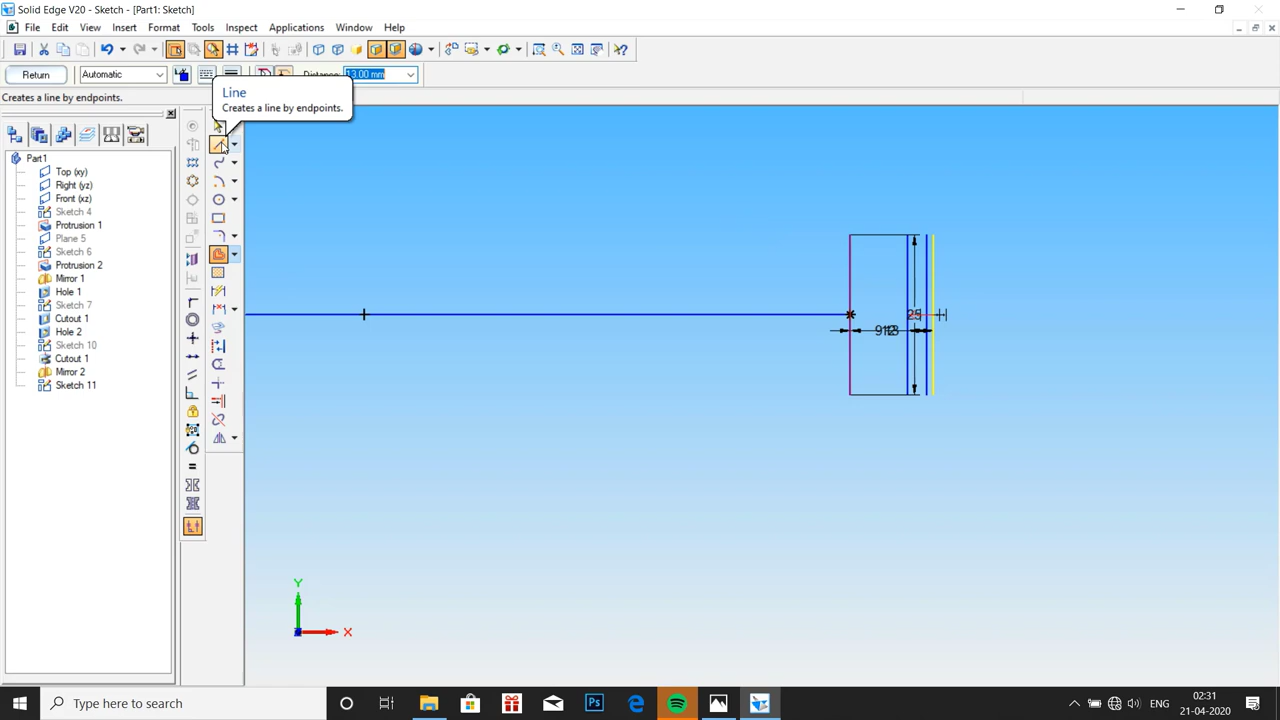 Solid Edge V20 - Sketch - [Part1: Sketch]
File Edit View Insert Format Tools Inspect Applications Window Help
Return Automatic Distance: 13.00 mm
Creates a line by endpoints.
Line
Creates a line by endpoints.
Part1
Top (xy)
Right (yz)
Front (xz)
Sketch 4
Protrusion 1
Plane 5
Sketch 6
Protrusion 2
Mirror 1
Hole 1
Sketch 7
Cutout 1
Hole 2
Sketch 10
Cutout 1
Mirror 2
Sketch 11
25
Y
X
Type here to search
ENG
02:31
21-04-2020